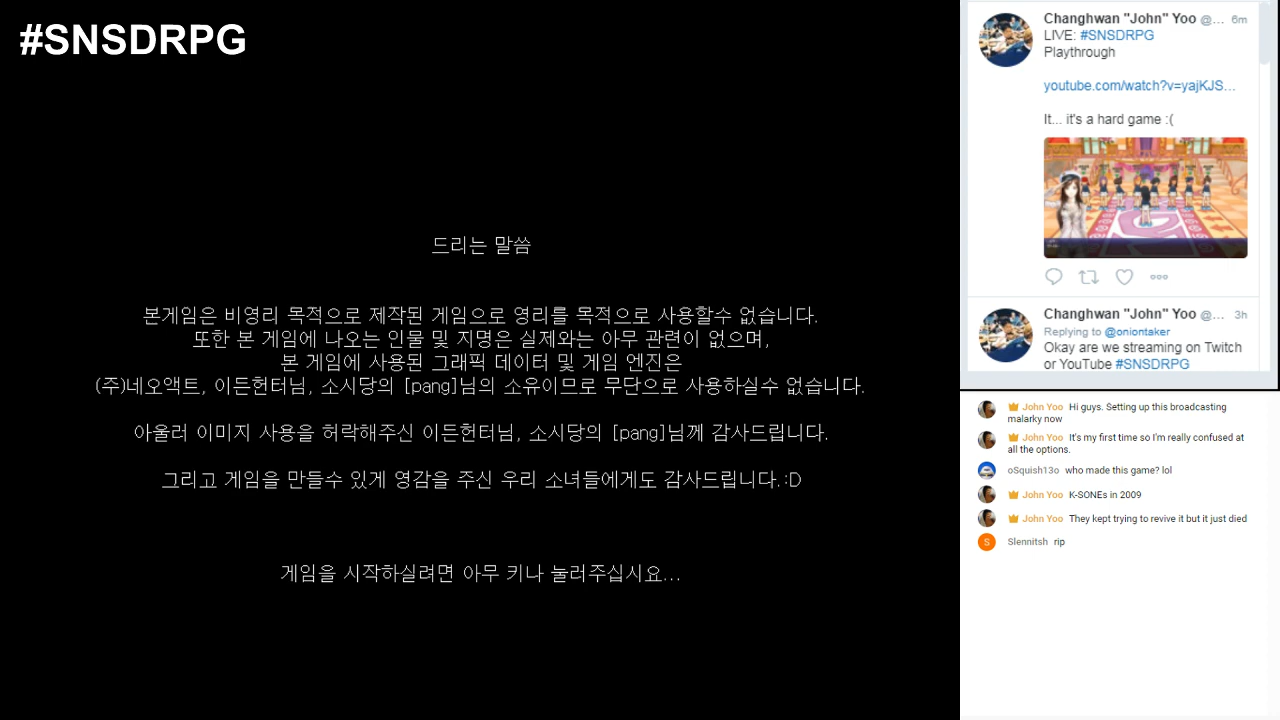 #SNSDRPG
드리는 말씀
본게임은 비영리 목적으로 제작된 게임으로 영리를 목적으로 사용할수 없습니다.
또한 본 게임에 나오는 인물 및 지명은 실제와는 아무 관련이 없으며,
본 게임에 사용된 그래픽 데이터 및 게임 엔진은
(주)네오액트, 이든헌터님, 소시당의 [pang]님의 소유이므로 무단으로 사용하실수 없습니다.
아울러 이미지 사용을 허락해주신 이든헌터님, 소시당의 [pang]님께 감사드립니다.
그리고 게임을 만들수 있게 영감을 주신 우리 소녀들에게도 감사드립니다.:D
게임을 시작하실려면 아무 키나 눌러주십시요...
Changhwan "John" Yoo @... 6m
LIVE: #SNSDRPG
Playthrough
youtube.com/watch?v=yajKJS...
It... it's a hard game :(
Changhwan "John" Yoo @... 3h
Replying to @oniontaker
Okay are we streaming on Twitch
or YouTube #SNSDRPG
John Yoo Hi guys. Setting up this broadcasting
malarky now
John Yoo It's my first time so I'm really confused at
all the options.
oSquish13o who made this game? lol
John Yoo K-SONEs in 2009
John Yoo They kept trying to revive it but it just died
S Slennitsh rip